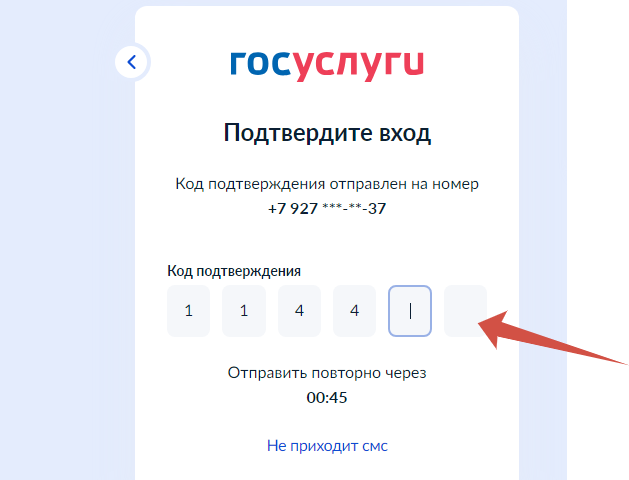 госуслуги
Подтвердите вход
Код подтверждения отправлен на номер
+7 927 ***-**-37
Код подтверждения
1 1 4 4
Отправить повторно через
00:45
Не приходит смс